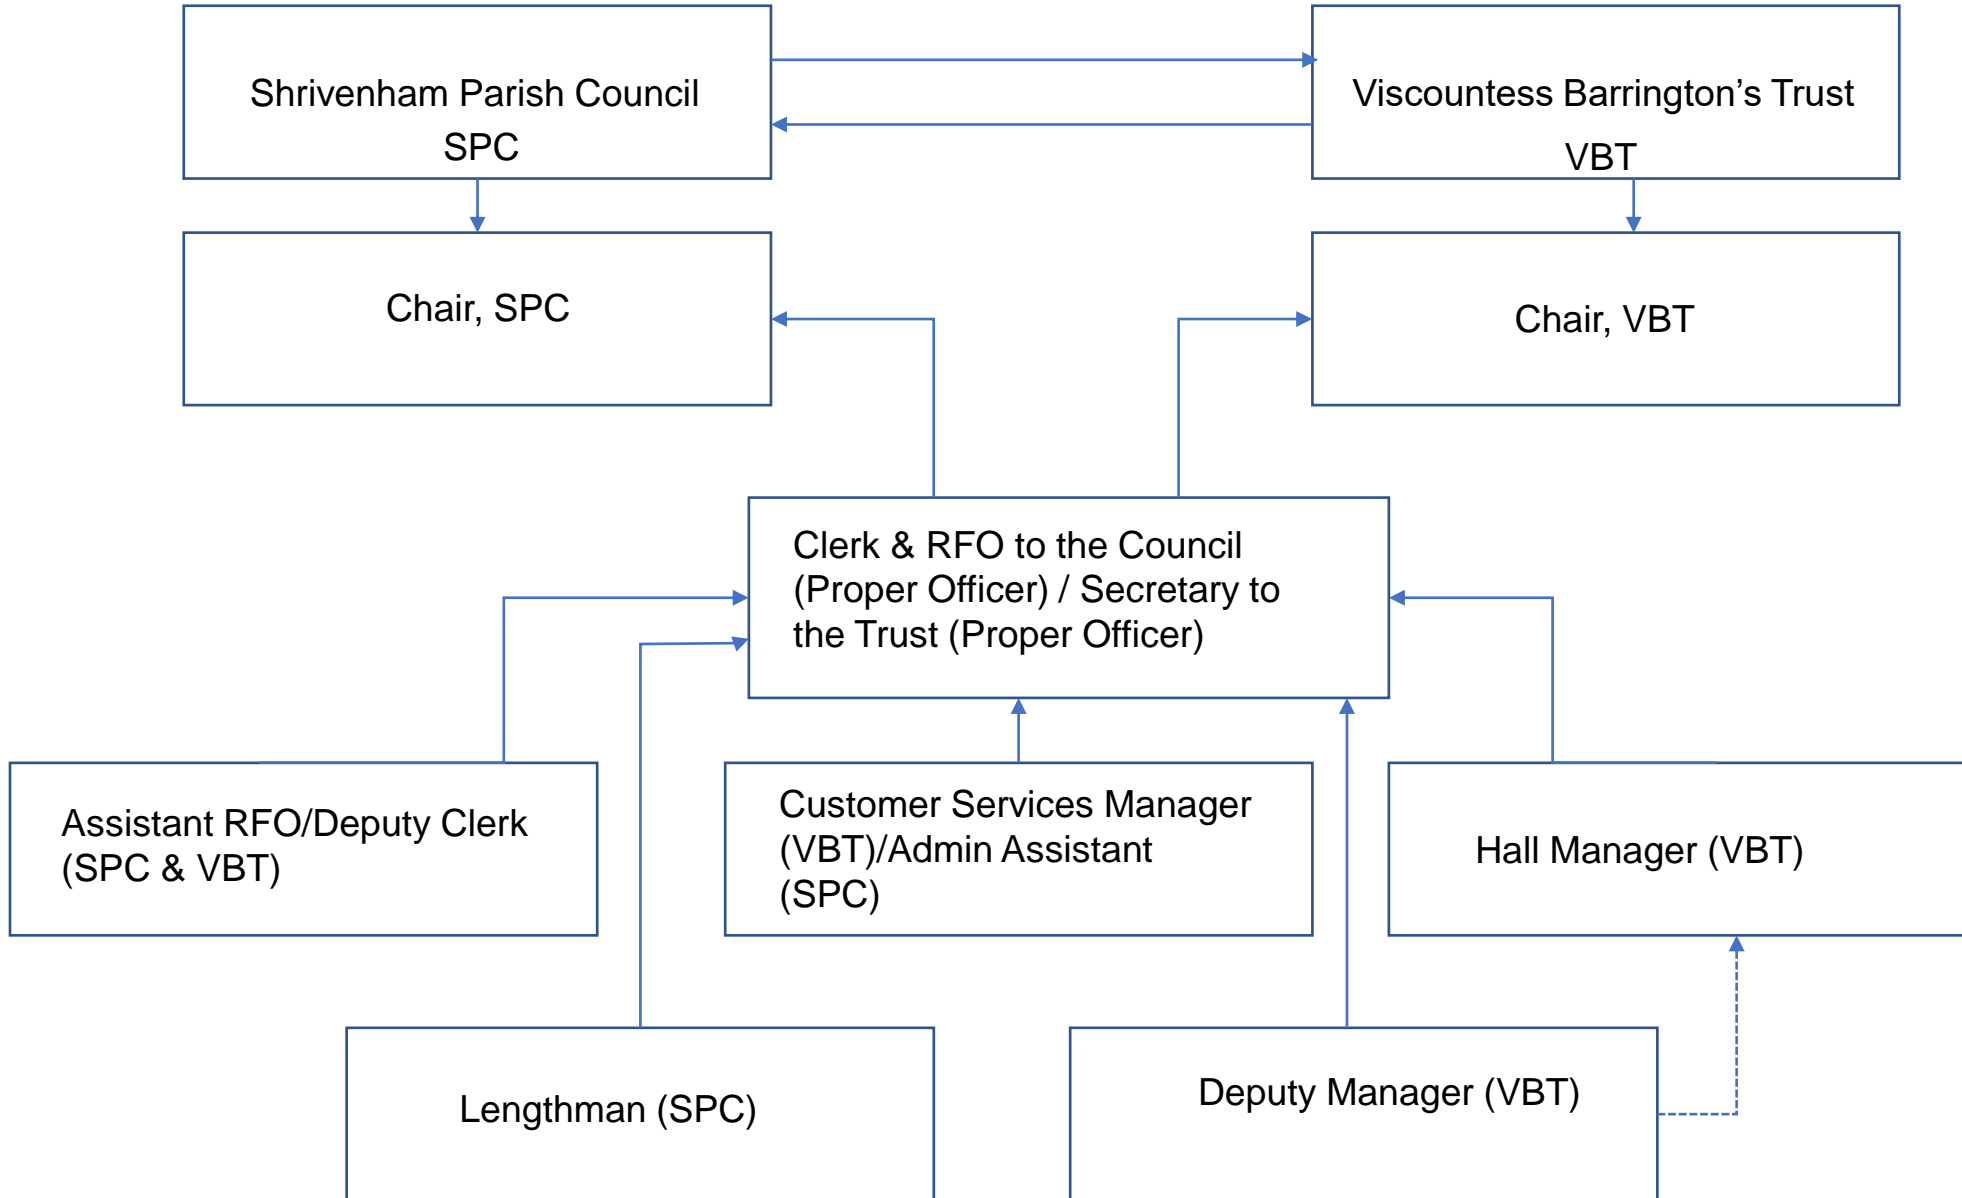 Shrivenham Parish Council
SPC
Viscountess Barrington’s Trust
VBT
Chair, SPC
Chair, VBT
Clerk & RFO to the Council
(Proper Officer) / Secretary to
the Trust (Proper Officer)
Assistant RFO/Deputy Clerk
(SPC & VBT)
Customer Services Manager
(VBT)/Admin Assistant
(SPC)
Hall Manager (VBT)
Lengthman (SPC)
Deputy Manager (VBT)